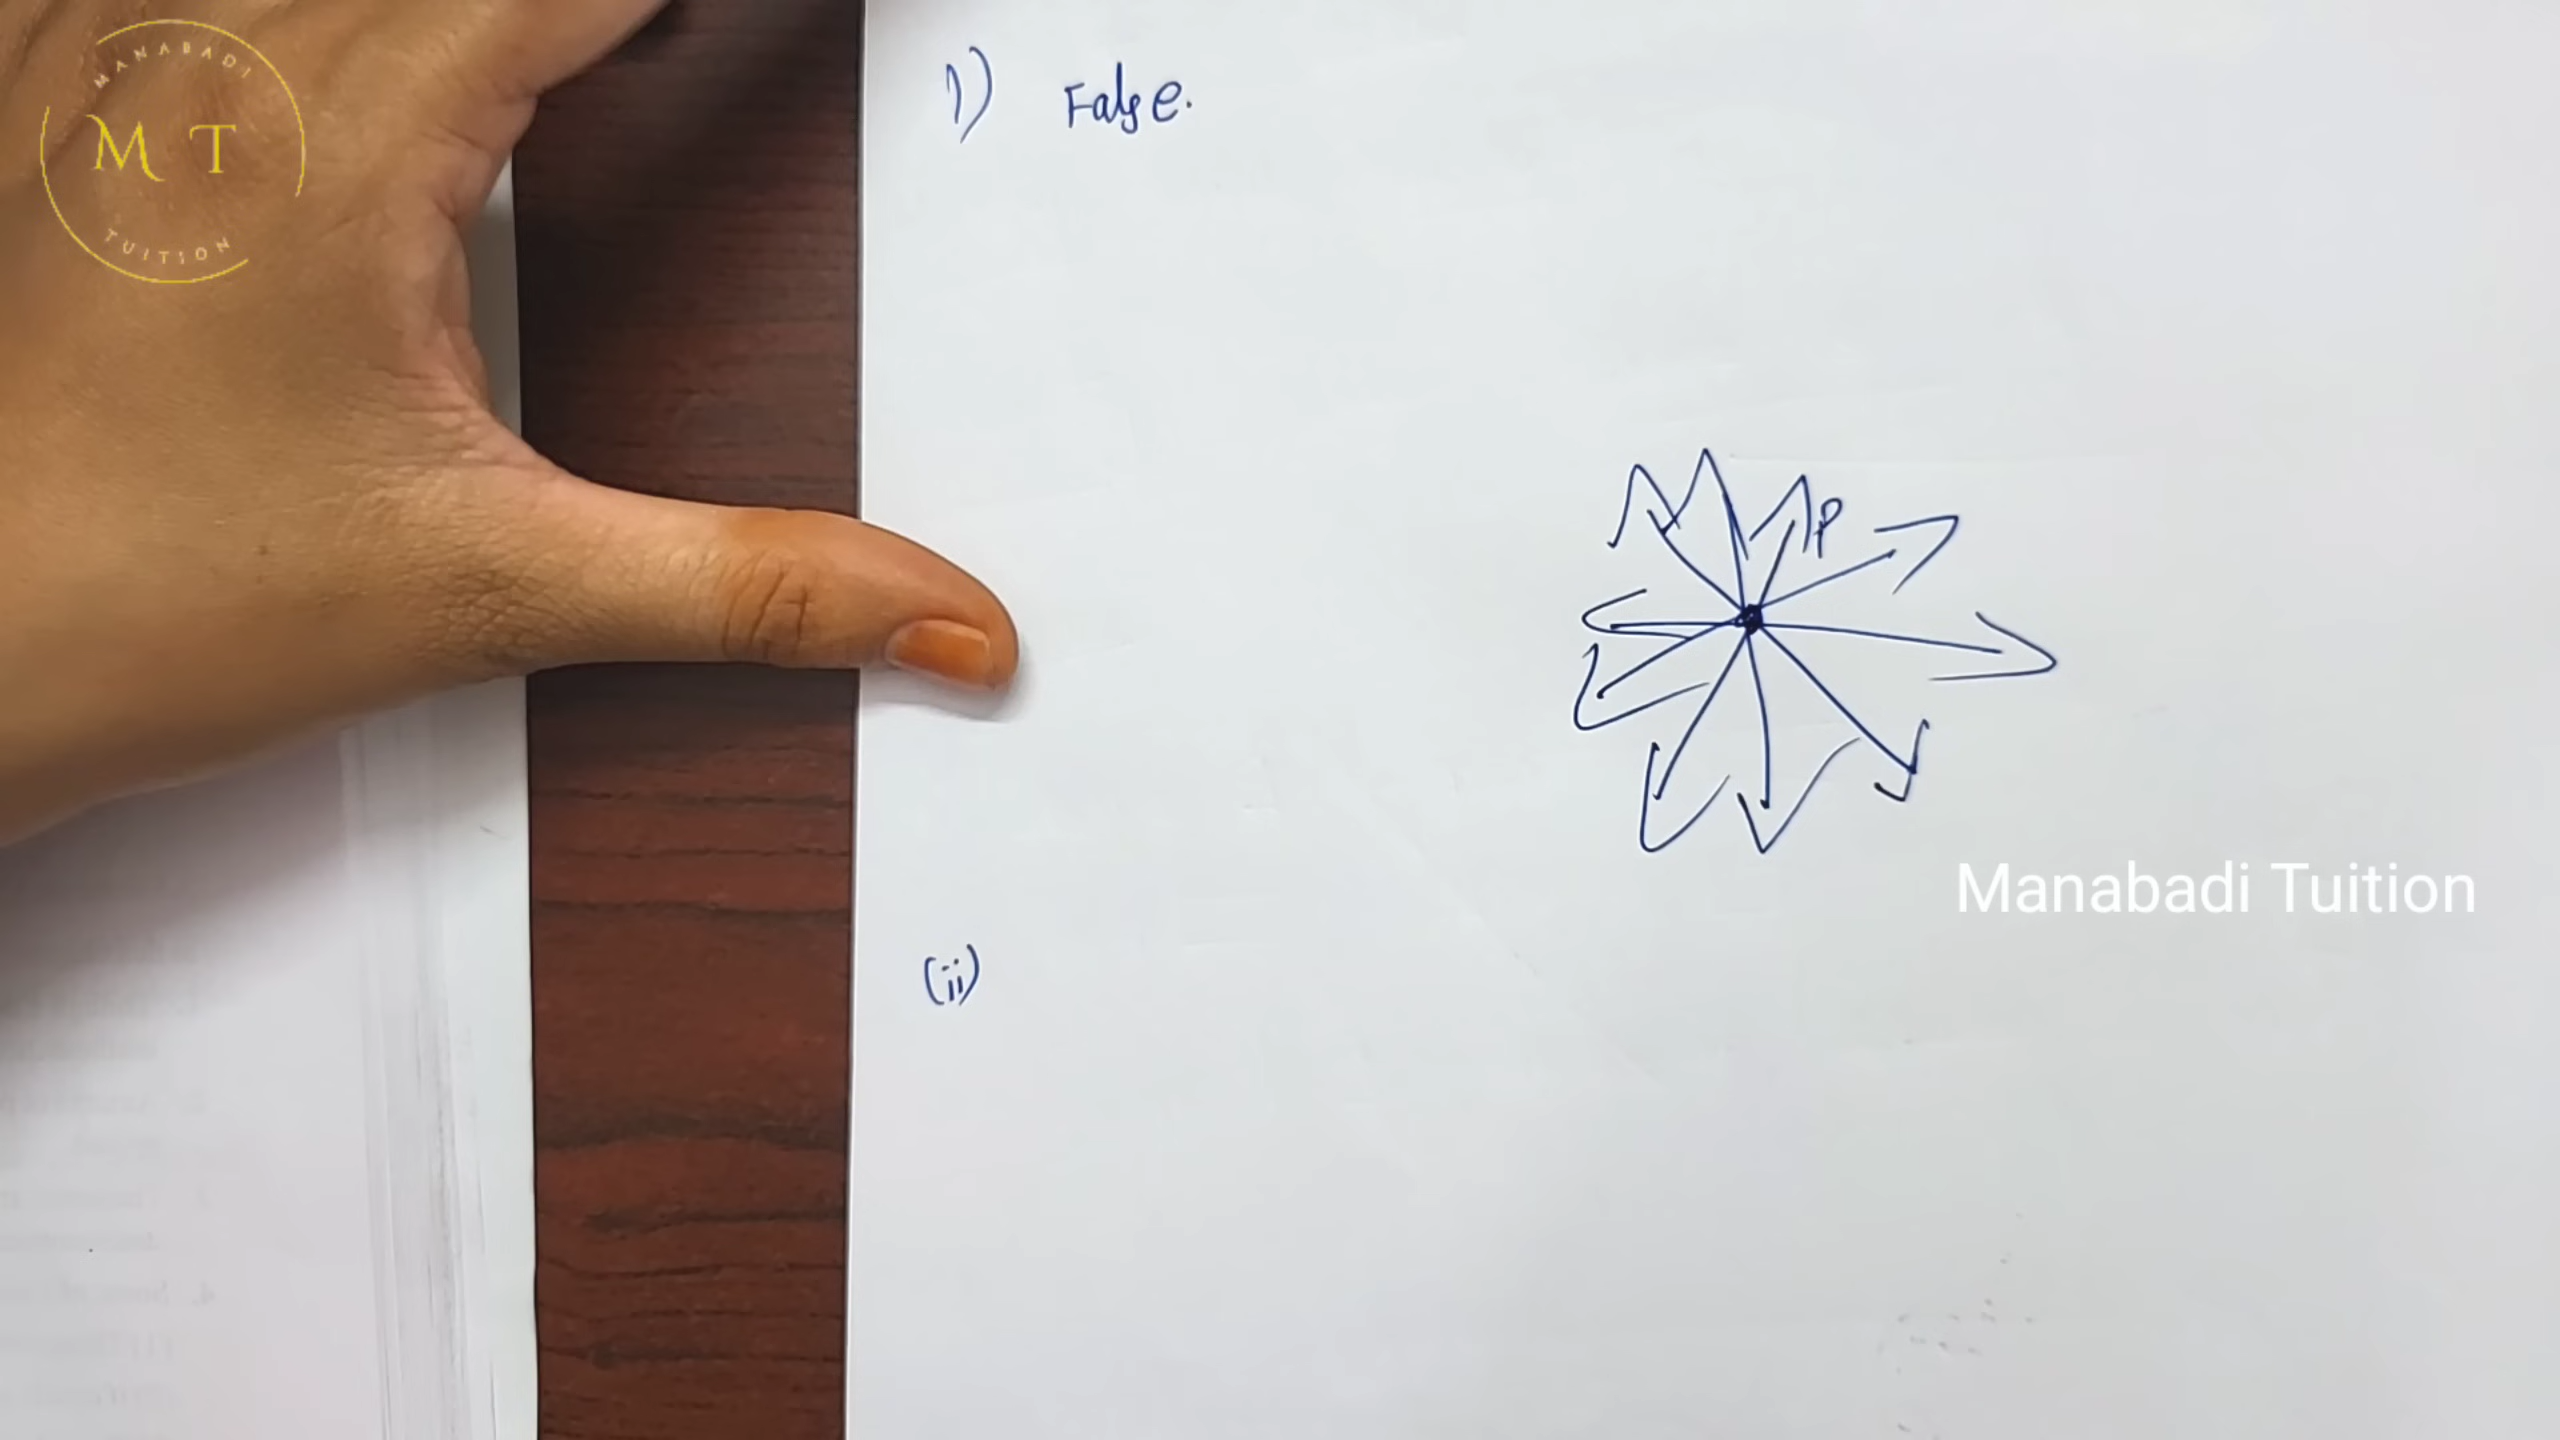 MANABADI
M T
TUITION
1) False.
P
Manabadi Tuition
(ii)